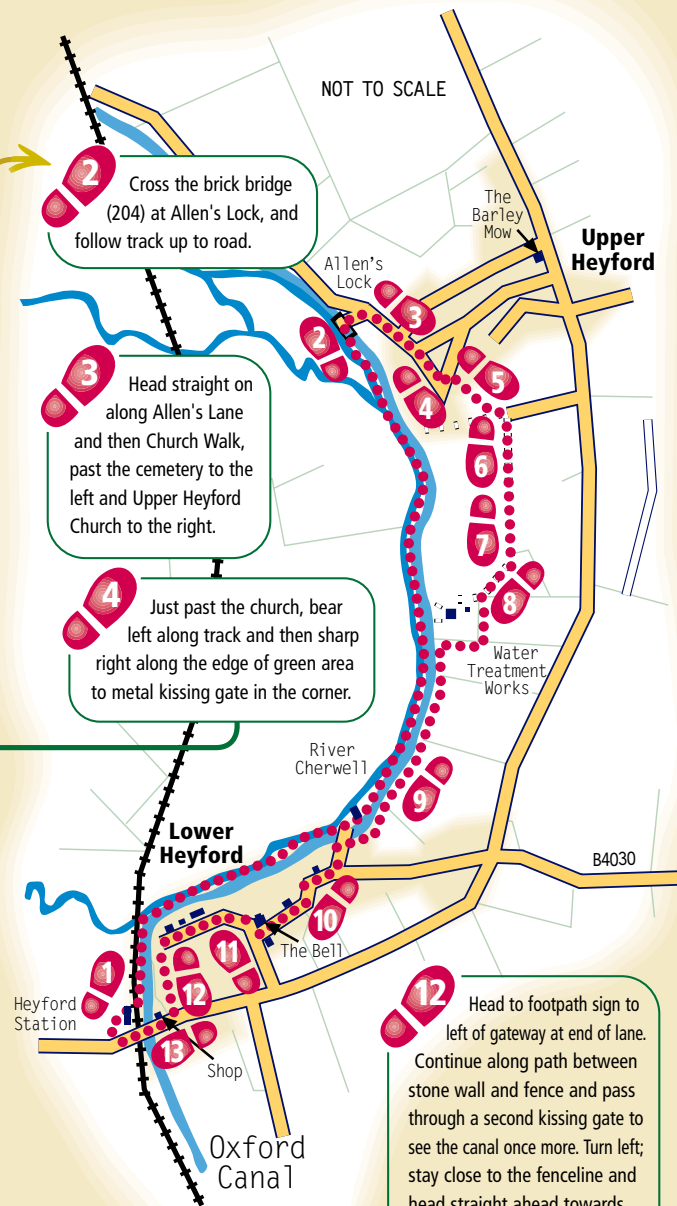 NOT TO SCALE
2
Cross the brick bridge
(204) at Allen's Lock, and
follow track up to road.
The
Barley
Mow
Upper
Heyford
Allen's
Lock
3
2
5
4
6
3
Head straight on
along Allen's Lane
and then Church Walk,
past the cemetery to the
left and Upper Heyford
Church to the right.
7
8
4
Just past the church, bear
left along track and then sharp
right along the edge of green area
to metal kissing gate in the corner.
Water
Treatment
Works
River
Cherwell
9
Lower
Heyford
B4030
10
The Bell
11
1
12
Heyford
Station
13
Shop
Oxford
Canal
12
Head to footpath sign to
left of gateway at end of lane.
Continue along path between
stone wall and fence and pass
through a second kissing gate to
see the canal once more. Turn left;
stay close to the fenceline and
head straight ahead towards